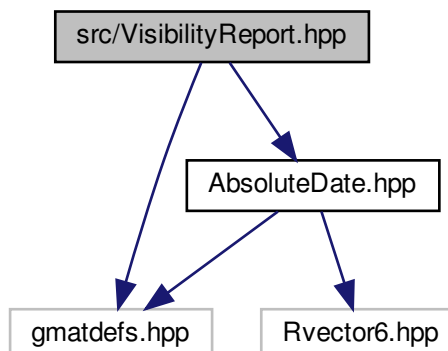 src/VisibilityReport.hpp
AbsoluteDate.hpp
gmatdefs.hpp
Rvector6.hpp